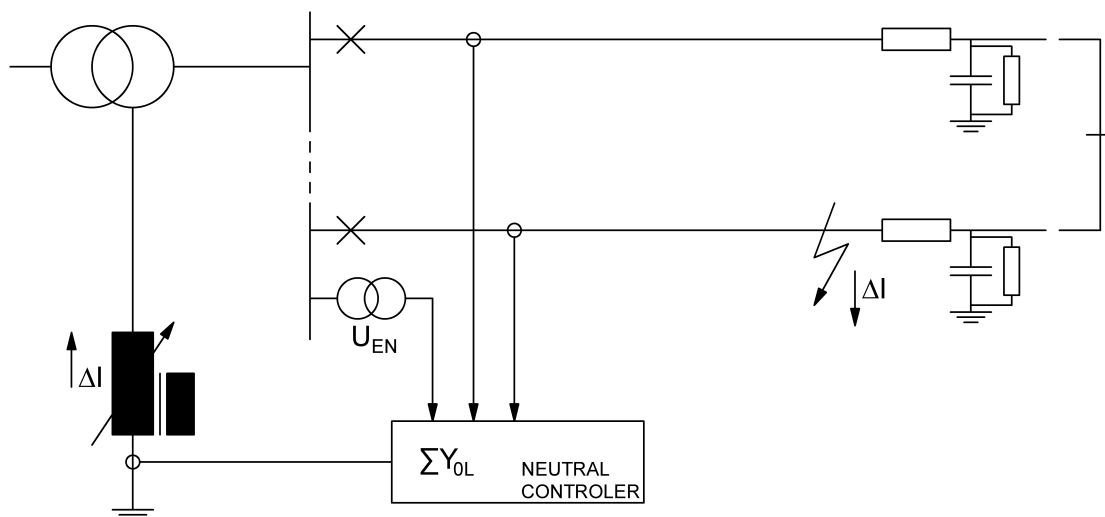 ΔI
U_EN
ΔI
ΣY_0L
NEUTRAL
CONTROLER